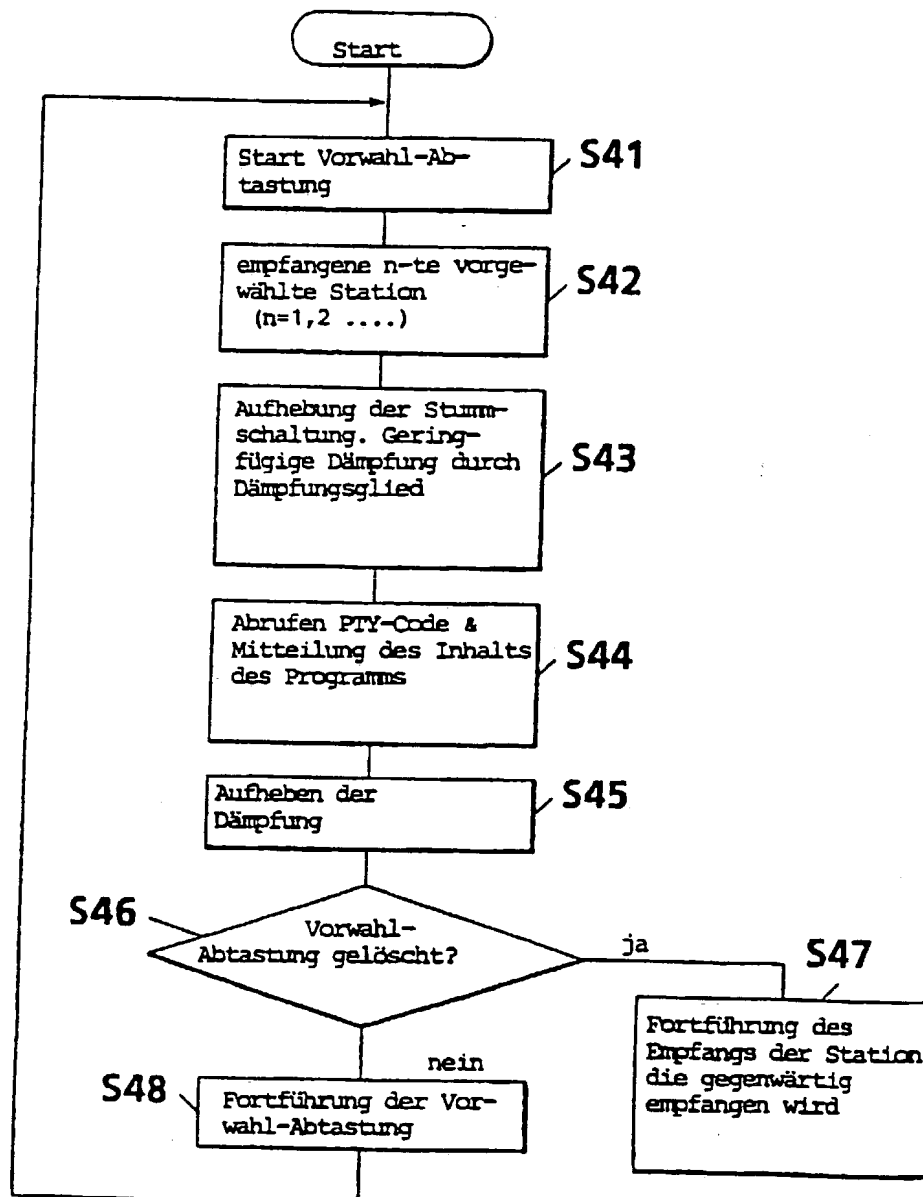 Start
Start Vorwahl-Ab-
tastung
S41
empfangene n-te vorge-
wählte Station
(n=1,2 ....)
S42
Aufhebung der Stumm-
schaltung. Gering-
fügige Dämpfung durch
Dämpfungsglied
S43
Abrufen PTY-Code &
Mitteilung des Inhalts
des Programms
S44
Aufheben der
Dämpfung
S45
S46
Vorwahl-
Abtastung gelöscht?
ja
S47
Fortführung des
Empfangs der Station
die gegenwärtig
empfangen wird
nein
S48
Fortführung der Vor-
wahl-Abtastung